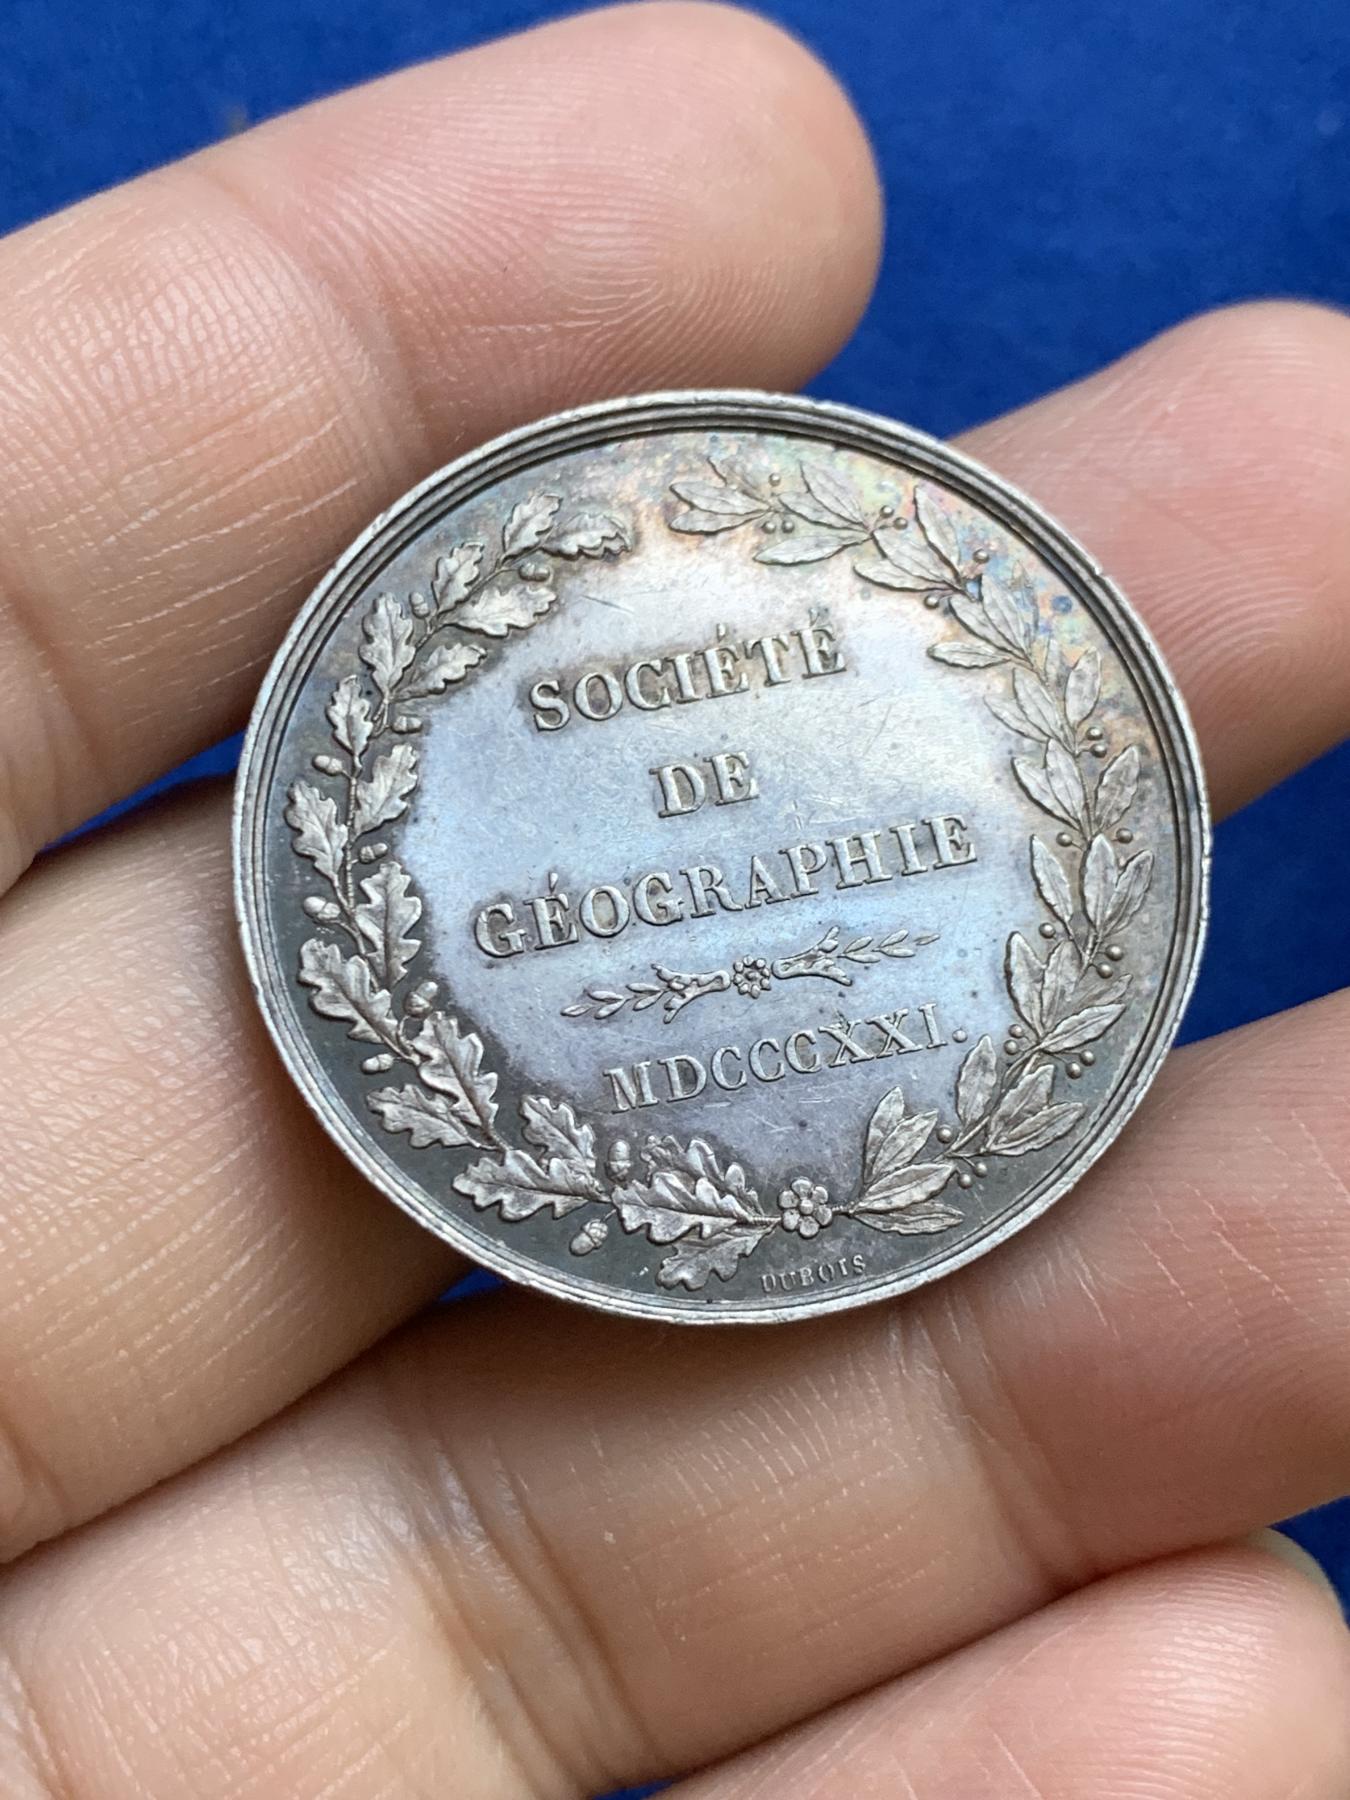 SOCIÉTÉ
DE
GÉOGRAPHIE
MDCCCXXI.
DUBOIS